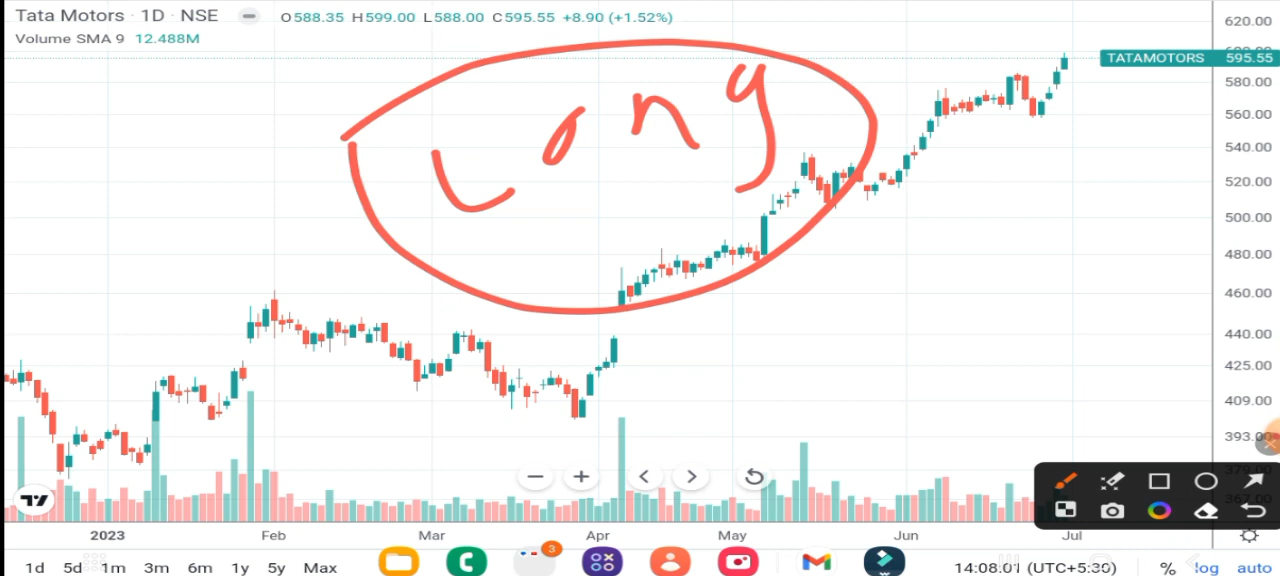 Tata Motors · 1D · NSE O588.35 H599.00 L588.00 C595.55 +8.90 (+1.52%)
Volume SMA 9 12.488M
Long
620.00
TATAMOTORS 595.55
580.00
560.00
540.00
520.00
500.00
480.00
460.00
440.00
425.00
409.00
393.00
2023 Feb Mar Apr May Jun Jul
3
1d 5d 1m 3m 6m 1y 5y Max 14:08:01 (UTC+5:30) % log auto